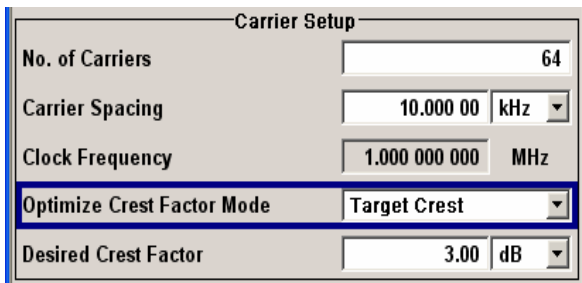 Carrier Setup
No. of Carriers 64
Carrier Spacing 10.000 00 kHz
Clock Frequency 1.000 000 000 MHz
Optimize Crest Factor Mode Target Crest
Desired Crest Factor 3.00 dB